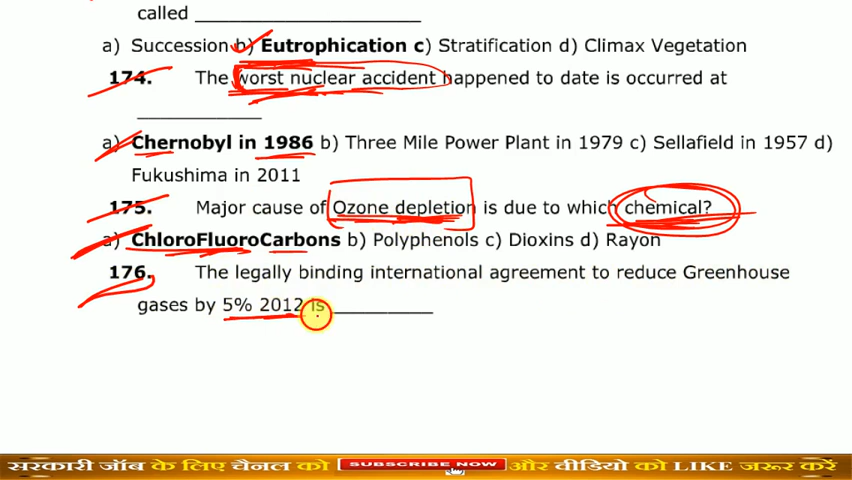 called ______________________
a) Succession b) Eutrophication c) Stratification d) Climax Vegetation
174. The worst nuclear accident happened to date is occurred at
____________
a) Chernobyl in 1986 b) Three Mile Power Plant in 1979 c) Sellafield in 1957 d)
Fukushima in 2011
175. Major cause of Ozone depletion is due to which chemical?
a) ChloroFluoroCarbons b) Polyphenols c) Dioxins d) Rayon
176. The legally binding international agreement to reduce Greenhouse
gases by 5% 2012 is __________
सरकारी जॉब के लिए चैनल को SUBSCRIBE NOW और वीडियो को LIKE जरूर करें